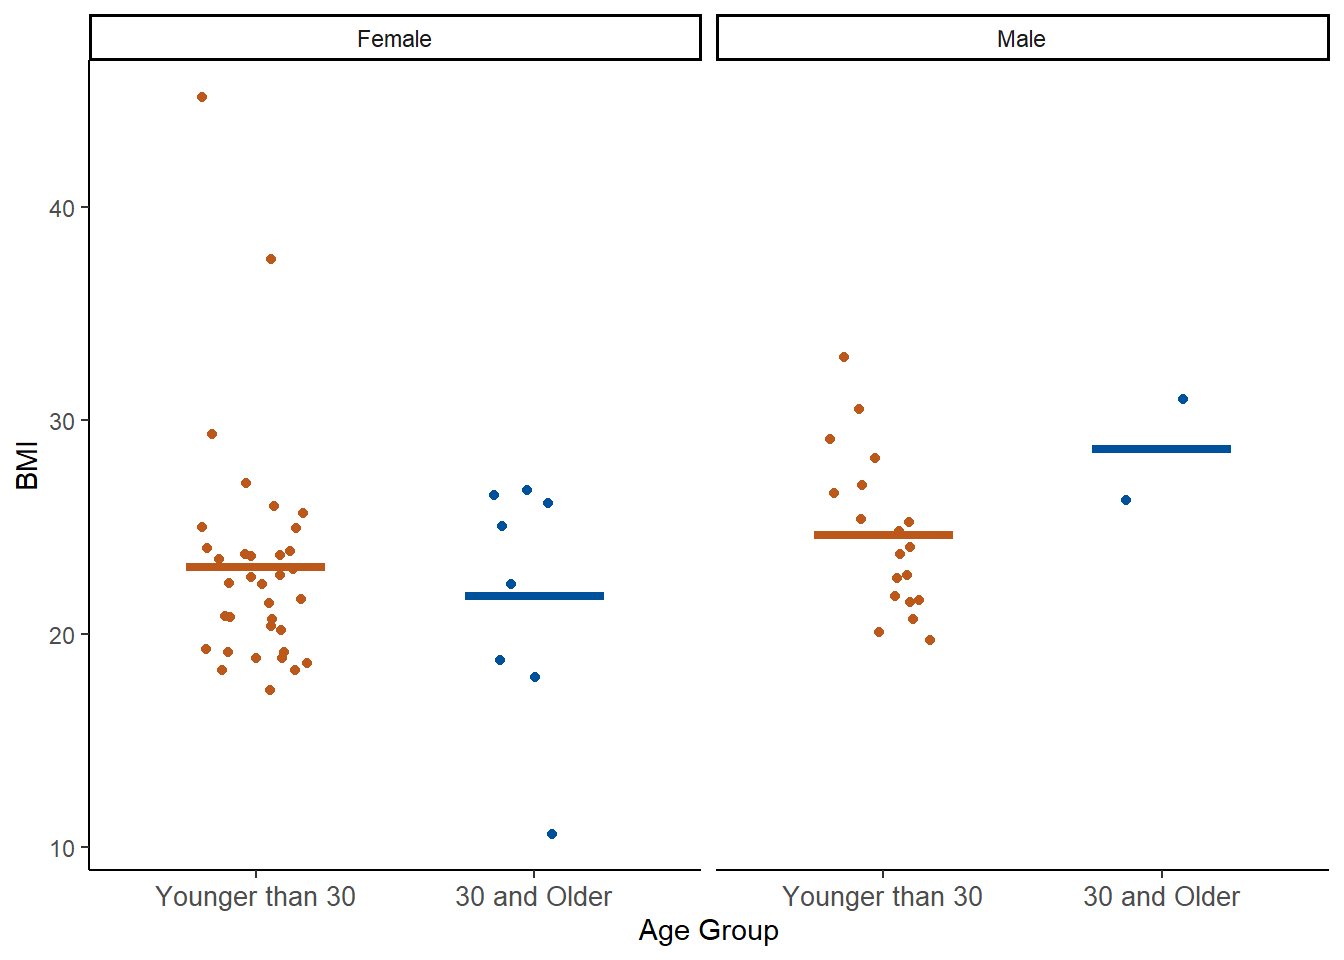 Female
Male
BMI
40
30
20
10
Younger than 30
30 and Older
Younger than 30
30 and Older
Age Group